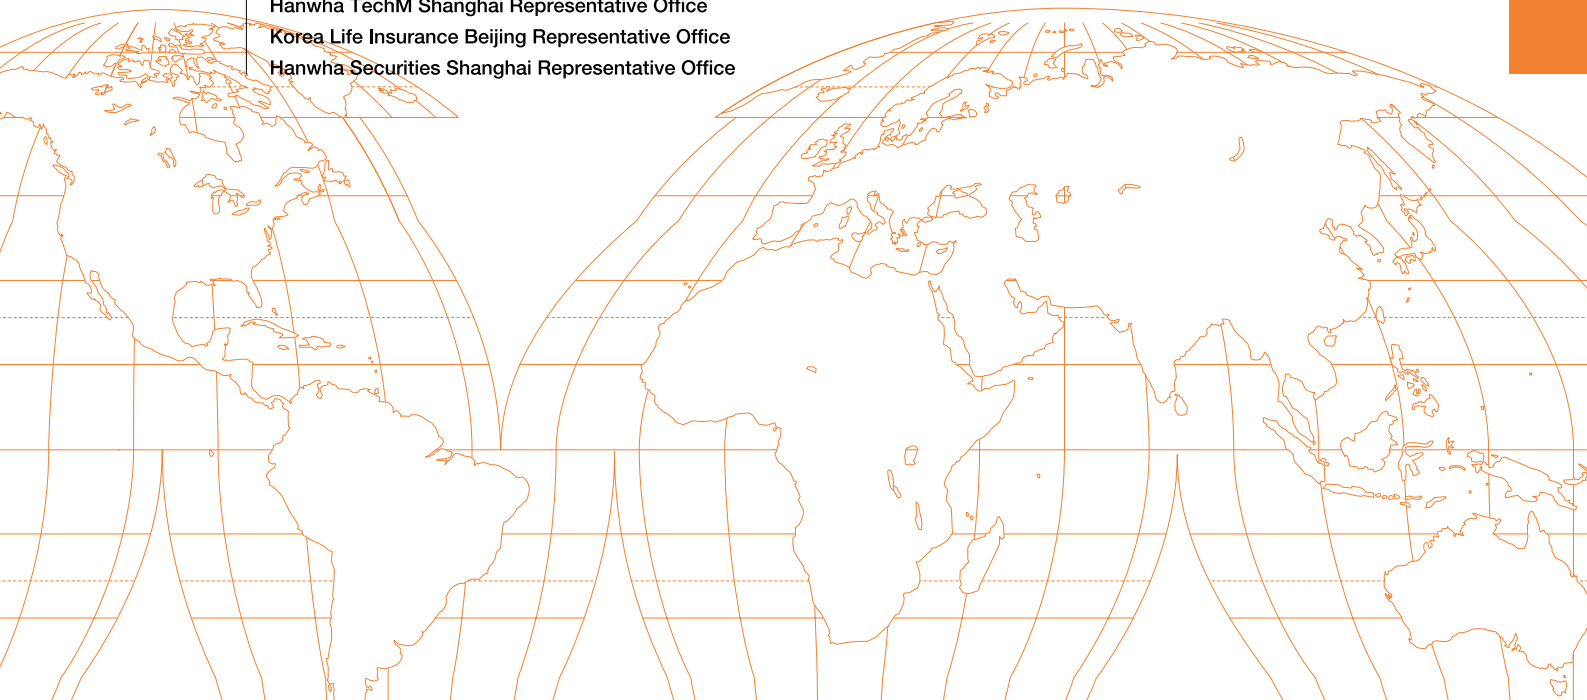 Hanwha TechM Shanghai Representative Office
Korea Life Insurance Beijing Representative Office
Hanwha Securities Shanghai Representative Office